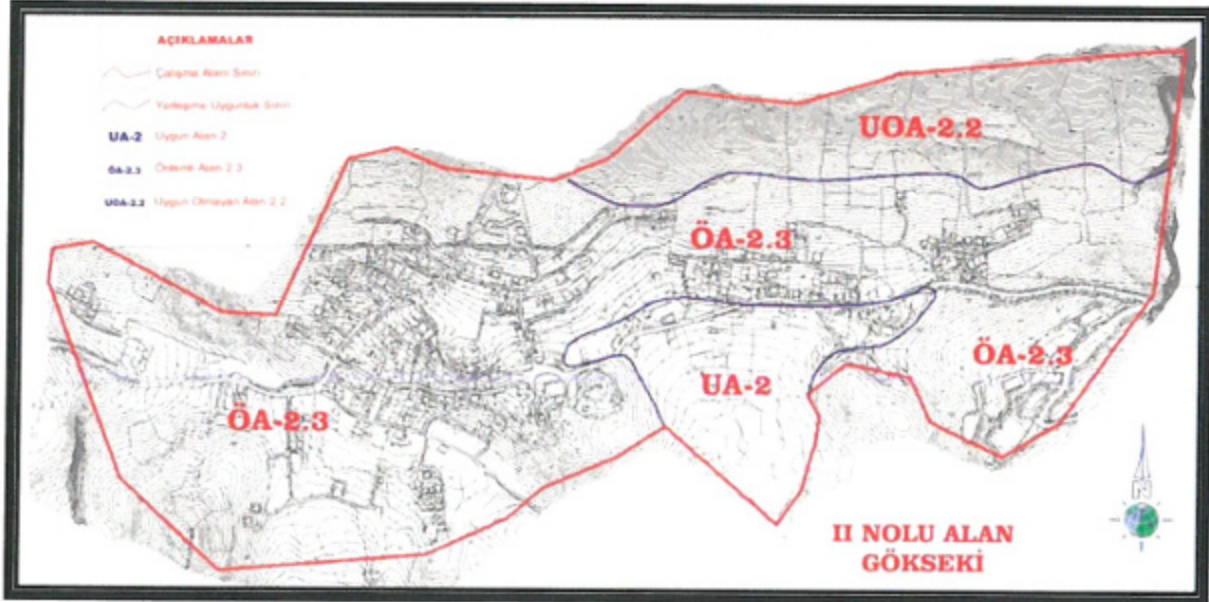 AÇIKLAMALAR
Çalışma Alanı Sınırı
Yerleşime Uygunluk Sınırı
UA-2 Uygun Alan 2
ÖA-2.3 Önlemli Alan 2.3
UOA-2.2 Uygun Olmayan Alan 2.2
UOA-2.2
ÖA-2.3
ÖA-2.3
UA-2
ÖA-2.3
II NOLU ALAN
GÖKSEKİ